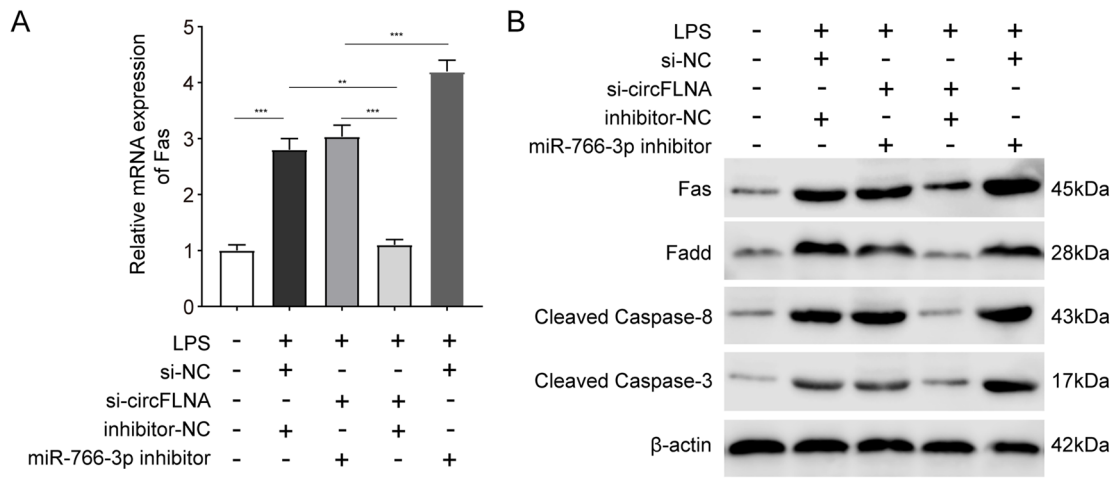 A
Relative mRNA expression
of Fas
5
4
3
2
1
0
***
**
***
***
LPS - + + + +
si-NC - + - - +
si-circFLNA - - + + -
inhibitor-NC - + - + -
miR-766-3p inhibitor - - + - +
B
LPS - + + + +
si-NC - + - - +
si-circFLNA - - + + -
inhibitor-NC - + - + -
miR-766-3p inhibitor - - + - +
Fas 45kDa
Fadd 28kDa
Cleaved Caspase-8 43kDa
Cleaved Caspase-3 17kDa
β-actin 42kDa